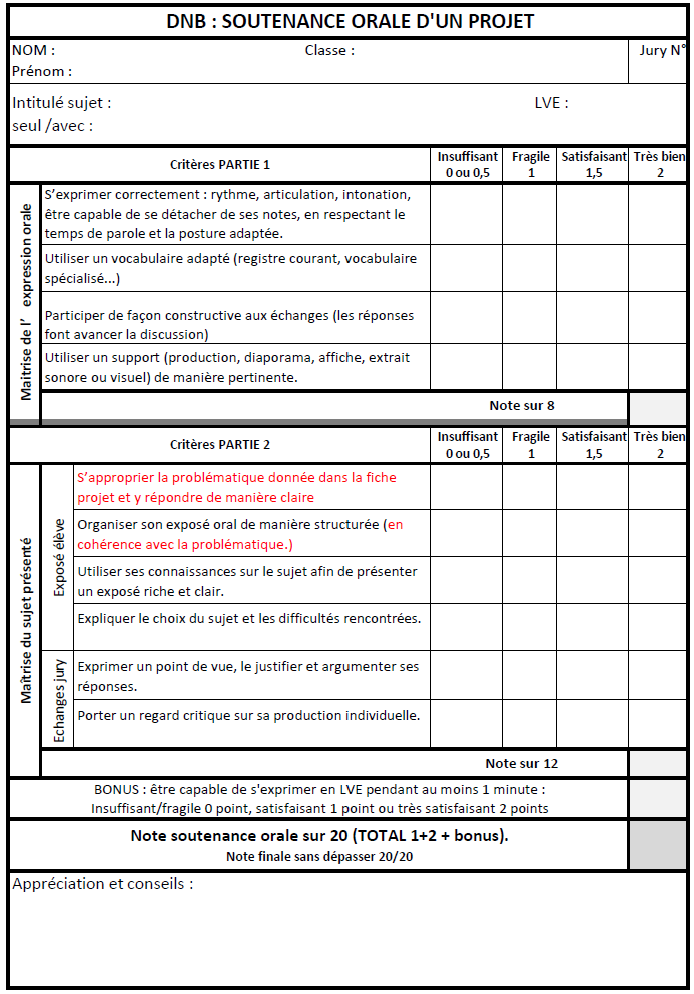 DNB : SOUTENANCE ORALE D'UN PROJET
NOM : Classe : Jury N°
Prénom :
Intitulé sujet : LVE :
seul /avec :
Critères PARTIE 1 Insuffisant 0 ou 0,5 Fragile 1 Satisfaisant 1,5 Très bien 2
Maitrise de l' expression orale
S'exprimer correctement : rythme, articulation, intonation,
être capable de se détacher de ses notes, en respectant le
temps de parole et la posture adaptée.
Utiliser un vocabulaire adapté (registre courant, vocabulaire
spécialisé...)
Participer de façon constructive aux échanges (les réponses
font avancer la discussion)
Utiliser un support (production, diaporama, affiche, extrait
sonore ou visuel) de manière pertinente.
Note sur 8
Critères PARTIE 2 Insuffisant 0 ou 0,5 Fragile 1 Satisfaisant 1,5 Très bien 2
Maîtrise du sujet présenté
Exposé élève
S'approprier la problématique donnée dans la fiche
projet et y répondre de manière claire
Organiser son exposé oral de manière structurée (en
cohérence avec la problématique.)
Utiliser ses connaissances sur le sujet afin de présenter
un exposé riche et clair.
Expliquer le choix du sujet et les difficultés rencontrées.
Echanges jury
Exprimer un point de vue, le justifier et argumenter ses
réponses.
Porter un regard critique sur sa production individuelle.
Note sur 12
BONUS : être capable de s'exprimer en LVE pendant au moins 1 minute :
Insuffisant/fragile 0 point, satisfaisant 1 point ou très satisfaisant 2 points
Note soutenance orale sur 20 (TOTAL 1+2 + bonus).
Note finale sans dépasser 20/20
Appréciation et conseils :